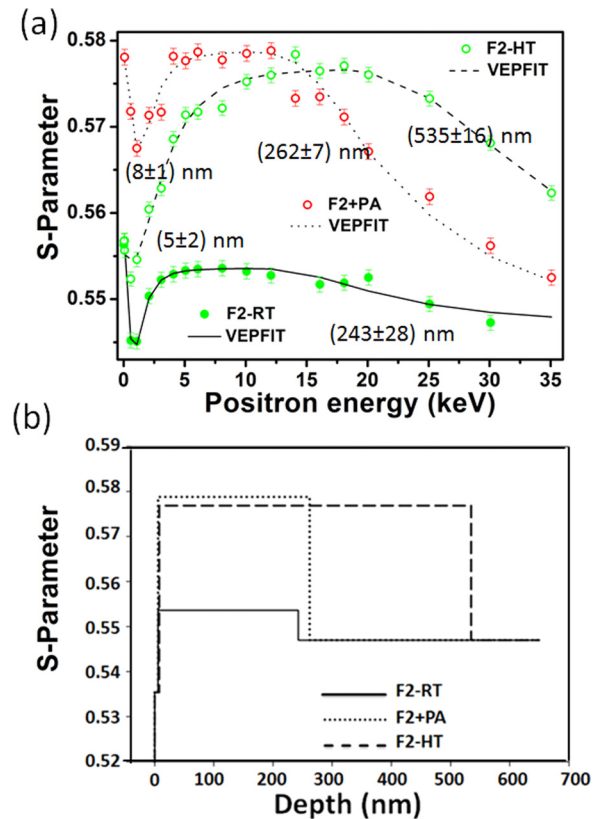 (a)
0.58
0.57
0.56
0.55
S-Parameter
F2-HT
VEPFIT
(535±16) nm
(262±7) nm
(8±1) nm
F2+PA
VEPFIT
(5±2) nm
F2-RT
VEPFIT
(243±28) nm
0 5 10 15 20 25 30 35
Positron energy (keV)
(b)
0.59
0.58
0.57
0.56
0.55
0.54
0.53
0.52
S-Parameter
F2-RT
F2+PA
F2-HT
0 100 200 300 400 500 600 700
Depth (nm)